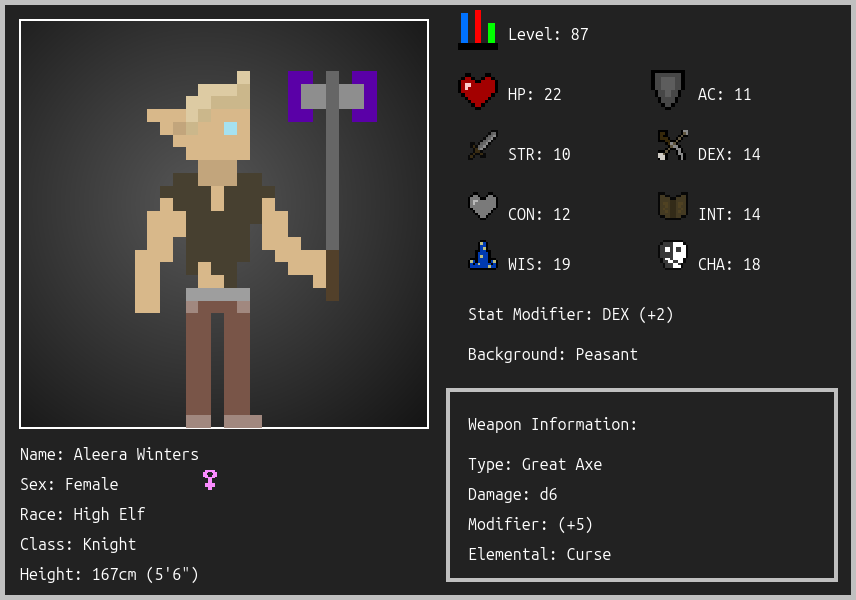 Level: 87
HP: 22
AC: 11
STR: 10
DEX: 14
CON: 12
INT: 14
WIS: 19
CHA: 18
Stat Modifier: DEX (+2)
Background: Peasant
Weapon Information:
Type: Great Axe
Damage: d6
Modifier: (+5)
Elemental: Curse
Name: Aleera Winters
Sex: Female
Race: High Elf
Class: Knight
Height: 167cm (5'6")